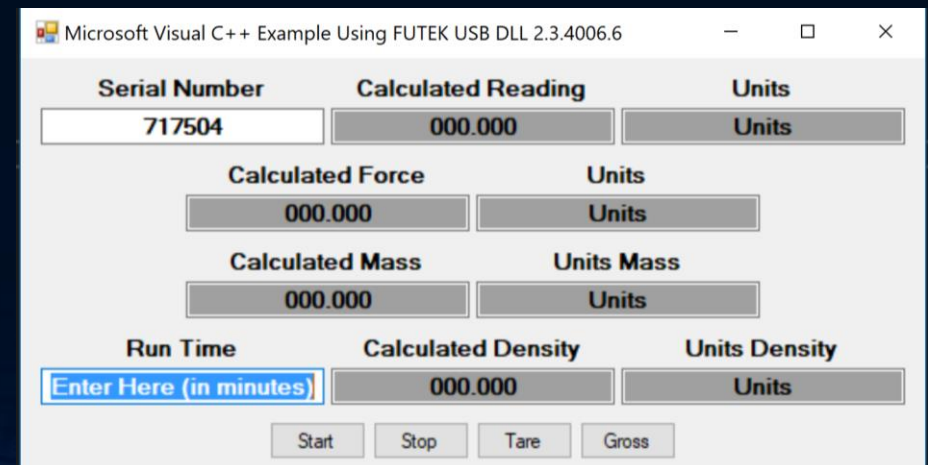 Microsoft Visual C++ Example Using FUTEK USB DLL 2.3.4006.6
Serial Number Calculated Reading Units
717504 000.000 Units
Calculated Force Units
000.000 Units
Calculated Mass Units Mass
000.000 Units
Run Time Calculated Density Units Density
Enter Here (in minutes) 000.000 Units
Start Stop Tare Gross